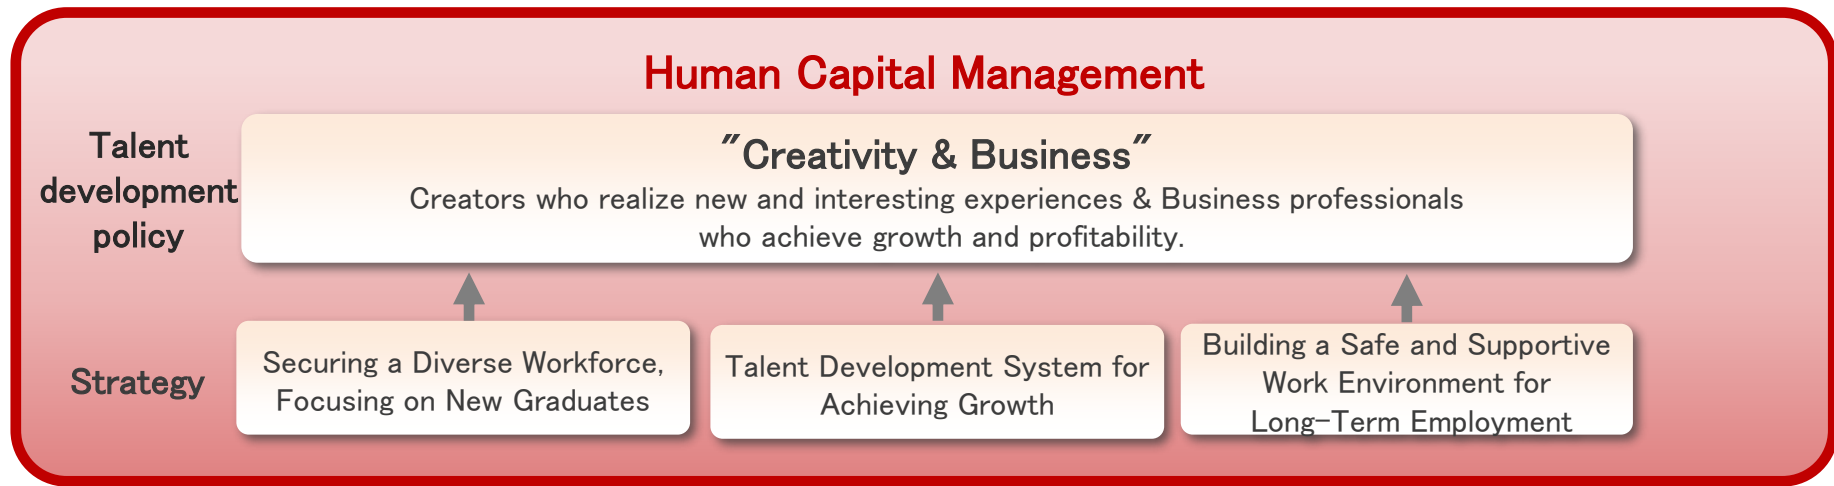 Human Capital Management
Talent
development
policy
"Creativity & Business"
Creators who realize new and interesting experiences & Business professionals
who achieve growth and profitability.
Strategy
Securing a Diverse Workforce,
Focusing on New Graduates
Talent Development System for
Achieving Growth
Building a Safe and Supportive
Work Environment for
Long-Term Employment